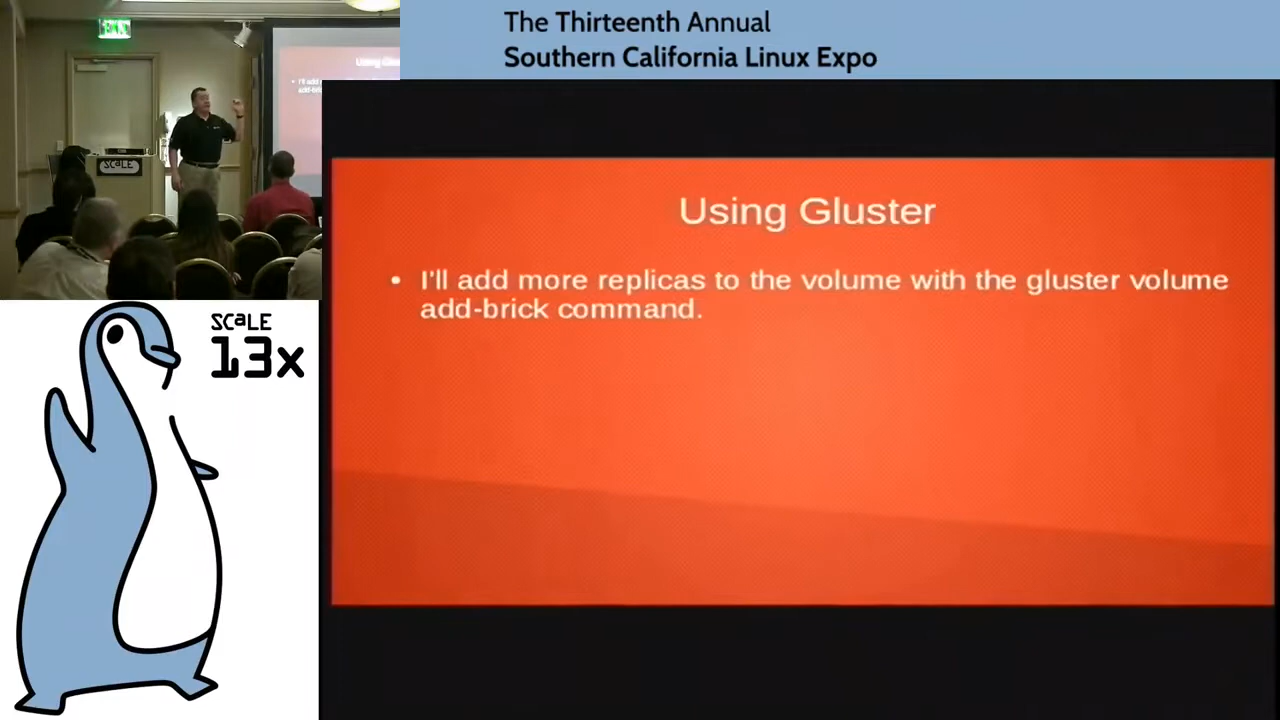 The Thirteenth Annual
Southern California Linux Expo
EXIT
Using Gluster
• I'll add more replicas to the volume with the gluster volume
add-brick command.
SCaLE
SCaLE
13x